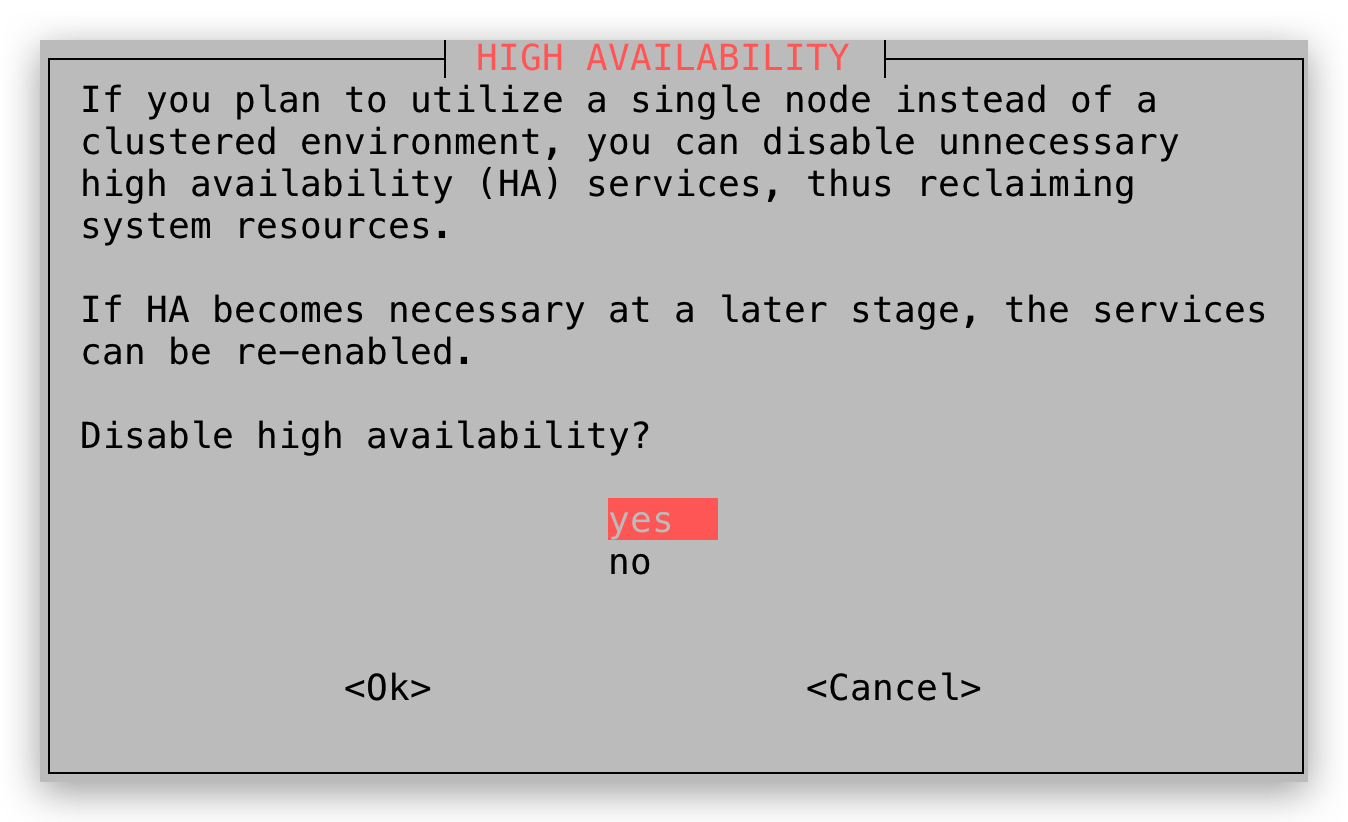 HIGH AVAILABILITY
If you plan to utilize a single node instead of a
clustered environment, you can disable unnecessary
high availability (HA) services, thus reclaiming
system resources.
If HA becomes necessary at a later stage, the services
can be re-enabled.
Disable high availability?
yes
no
<Ok> <Cancel>